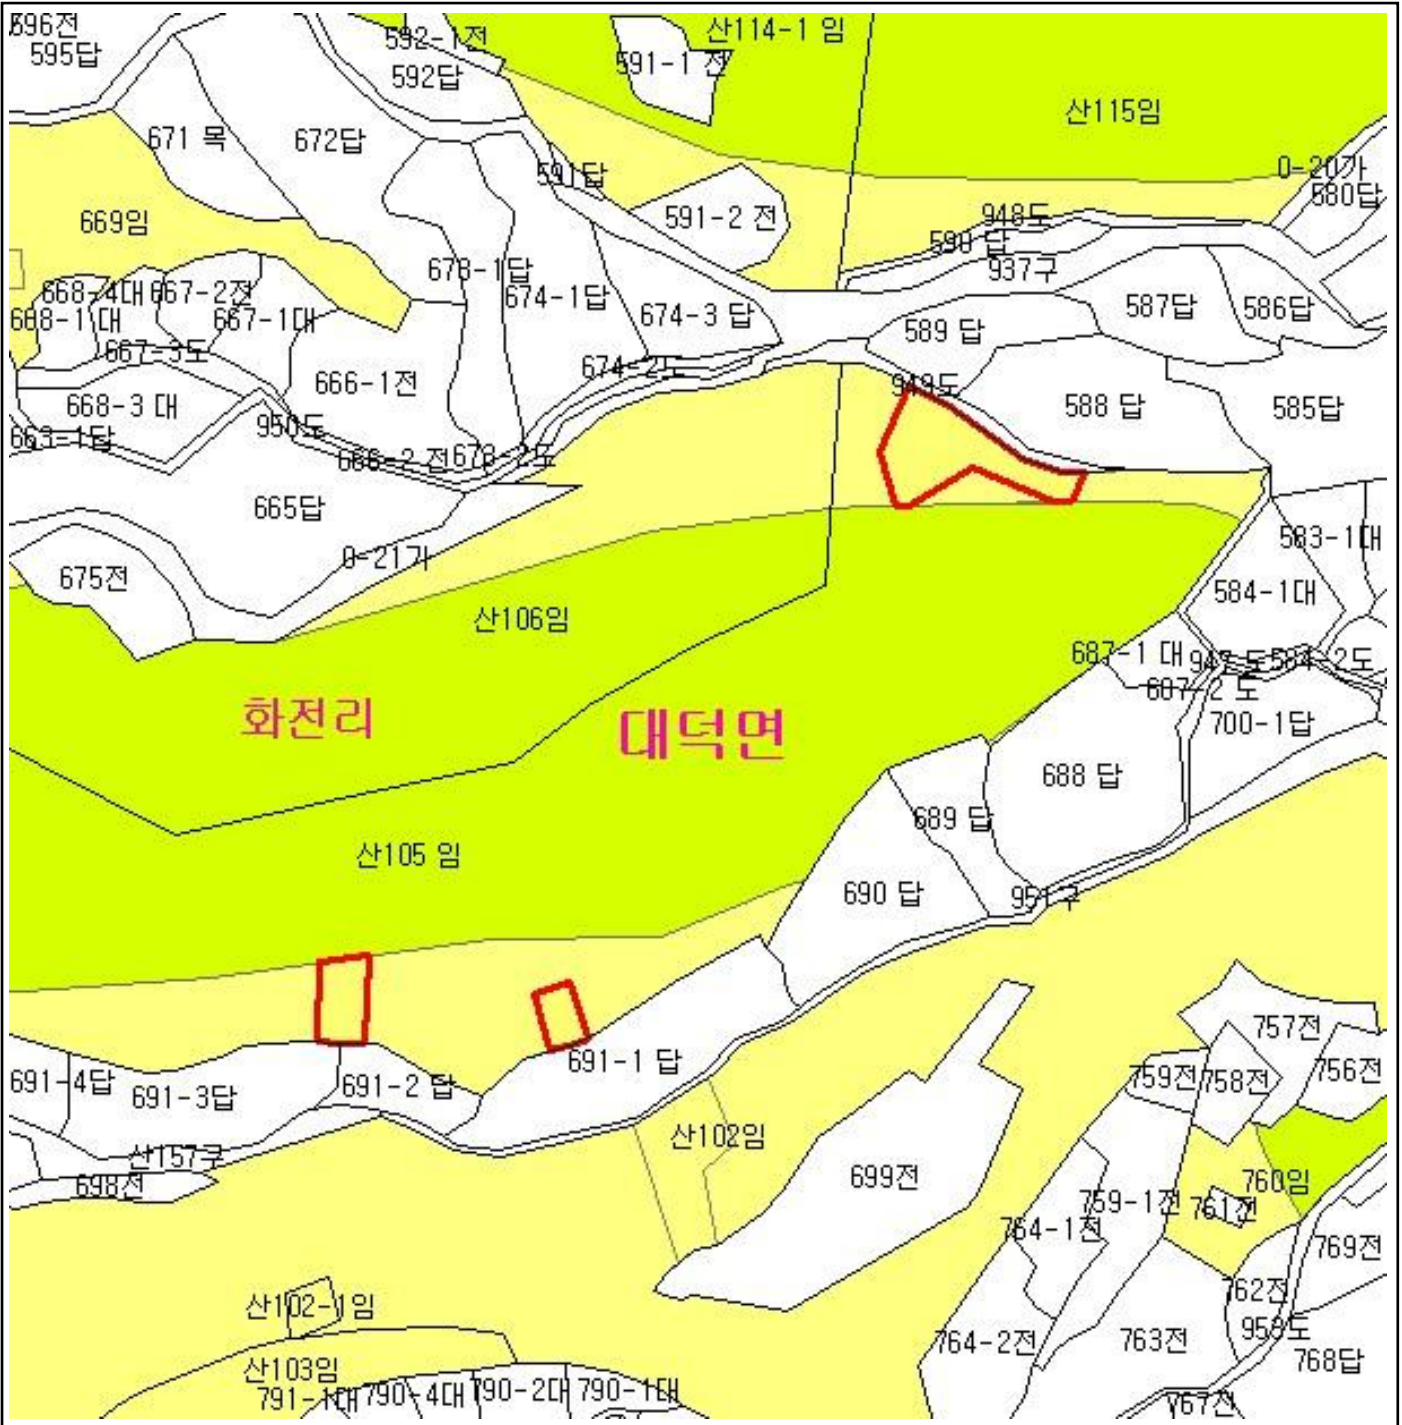 696전
595답
592-1전
592답
산114-1 임
591-1 전
산115임
671 목
672답
591답
0-20가
580답
669임
591-2 전
948도
590 답
937구
673-1답
668-4대
667-2전
674-1답
674-3 답
587답
586답
668-1대
667-1대
589 답
667-3도
674-2도
666-1전
949도
668-3 대
588 답
585답
950도
663-1답
666-2 전
673-2도
665답
583-1대
0-21가
675전
584-1대
산106임
687-1 대
947 도
584-2도
687-2 도
화전리
대덕면
700-1답
688 답
689 답
산105 임
690 답
951구
757전
691-1 답
756전
691-4답
691-3답
691-2 답
759전
758전
산102임
산157구
699전
698전
760임
759-1전
761전
764-1전
769전
762전
산102-1임
953도
764-2전
763전
768답
산103임
791-1대
790-4대
790-2대
790-1대
767전